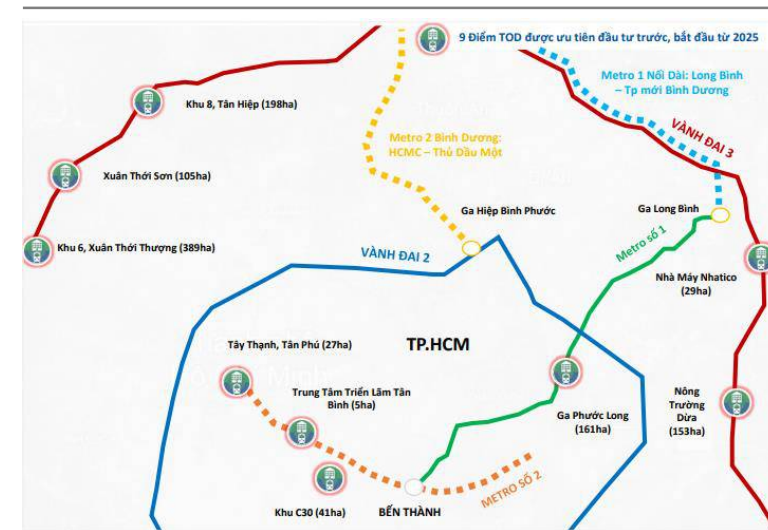 9 Điểm TOD được ưu tiên đầu tư trước, bắt đầu từ 2025
Metro 1 Nối Dài: Long Bình
– Tp mới Bình Dương
Khu 8, Tân Hiệp (198ha)
VÀNH ĐAI 3
Metro 2 Bình Dương:
HCMC – Thủ Dầu Một
Xuân Thới Sơn (105ha)
Ga Hiệp Bình Phước
Ga Long Bình
Khu 6, Xuân Thới Thượng (389ha)
VÀNH ĐAI 2
Metro số 1
Nhà Máy Nhatico
(29ha)
Tây Thạnh, Tân Phú (27ha)
TP.HCM
Trung Tâm Triển Lãm Tân
Bình (5ha)
Ga Phước Long
(161ha)
Nông
Trường
Dừa
(153ha)
METRO SỐ 2
Khu C30 (41ha)
BẾN THÀNH